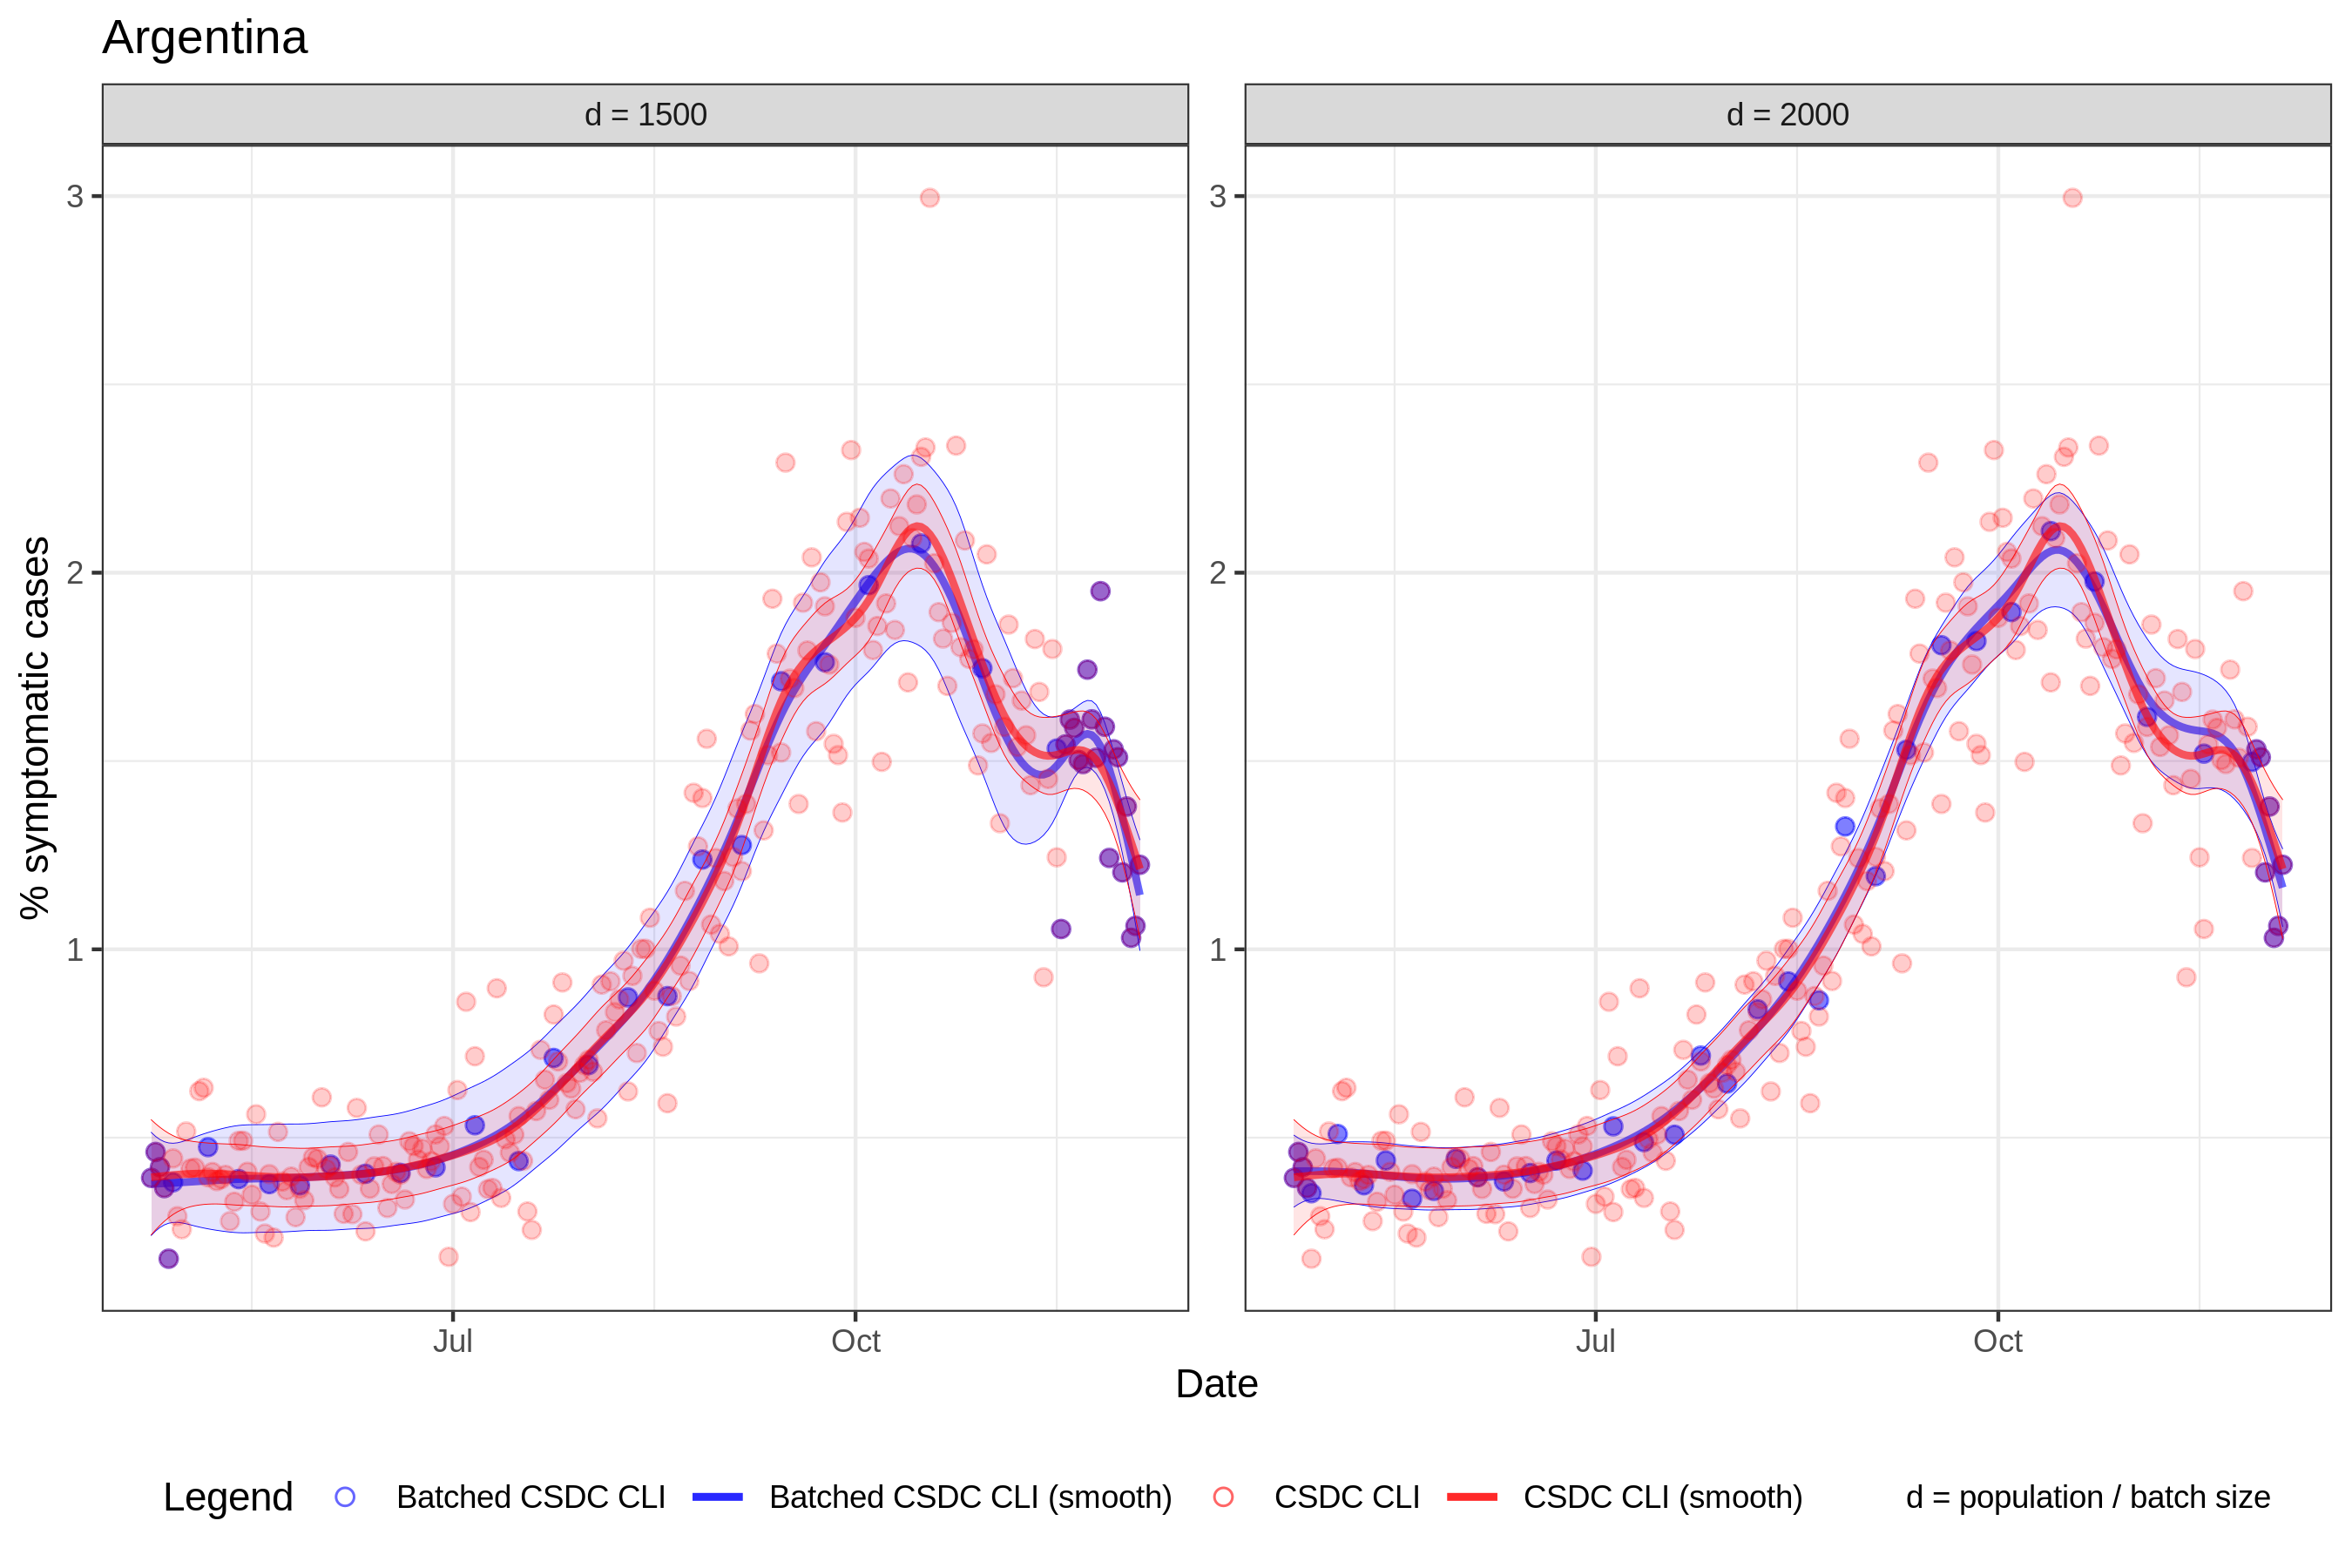 Argentina
d = 1500
d = 2000
% symptomatic cases
3
2
1
3
2
1
Jul
Oct
Jul
Oct
Date
Legend
Batched CSDC CLI
Batched CSDC CLI (smooth)
CSDC CLI
CSDC CLI (smooth)
d = population / batch size